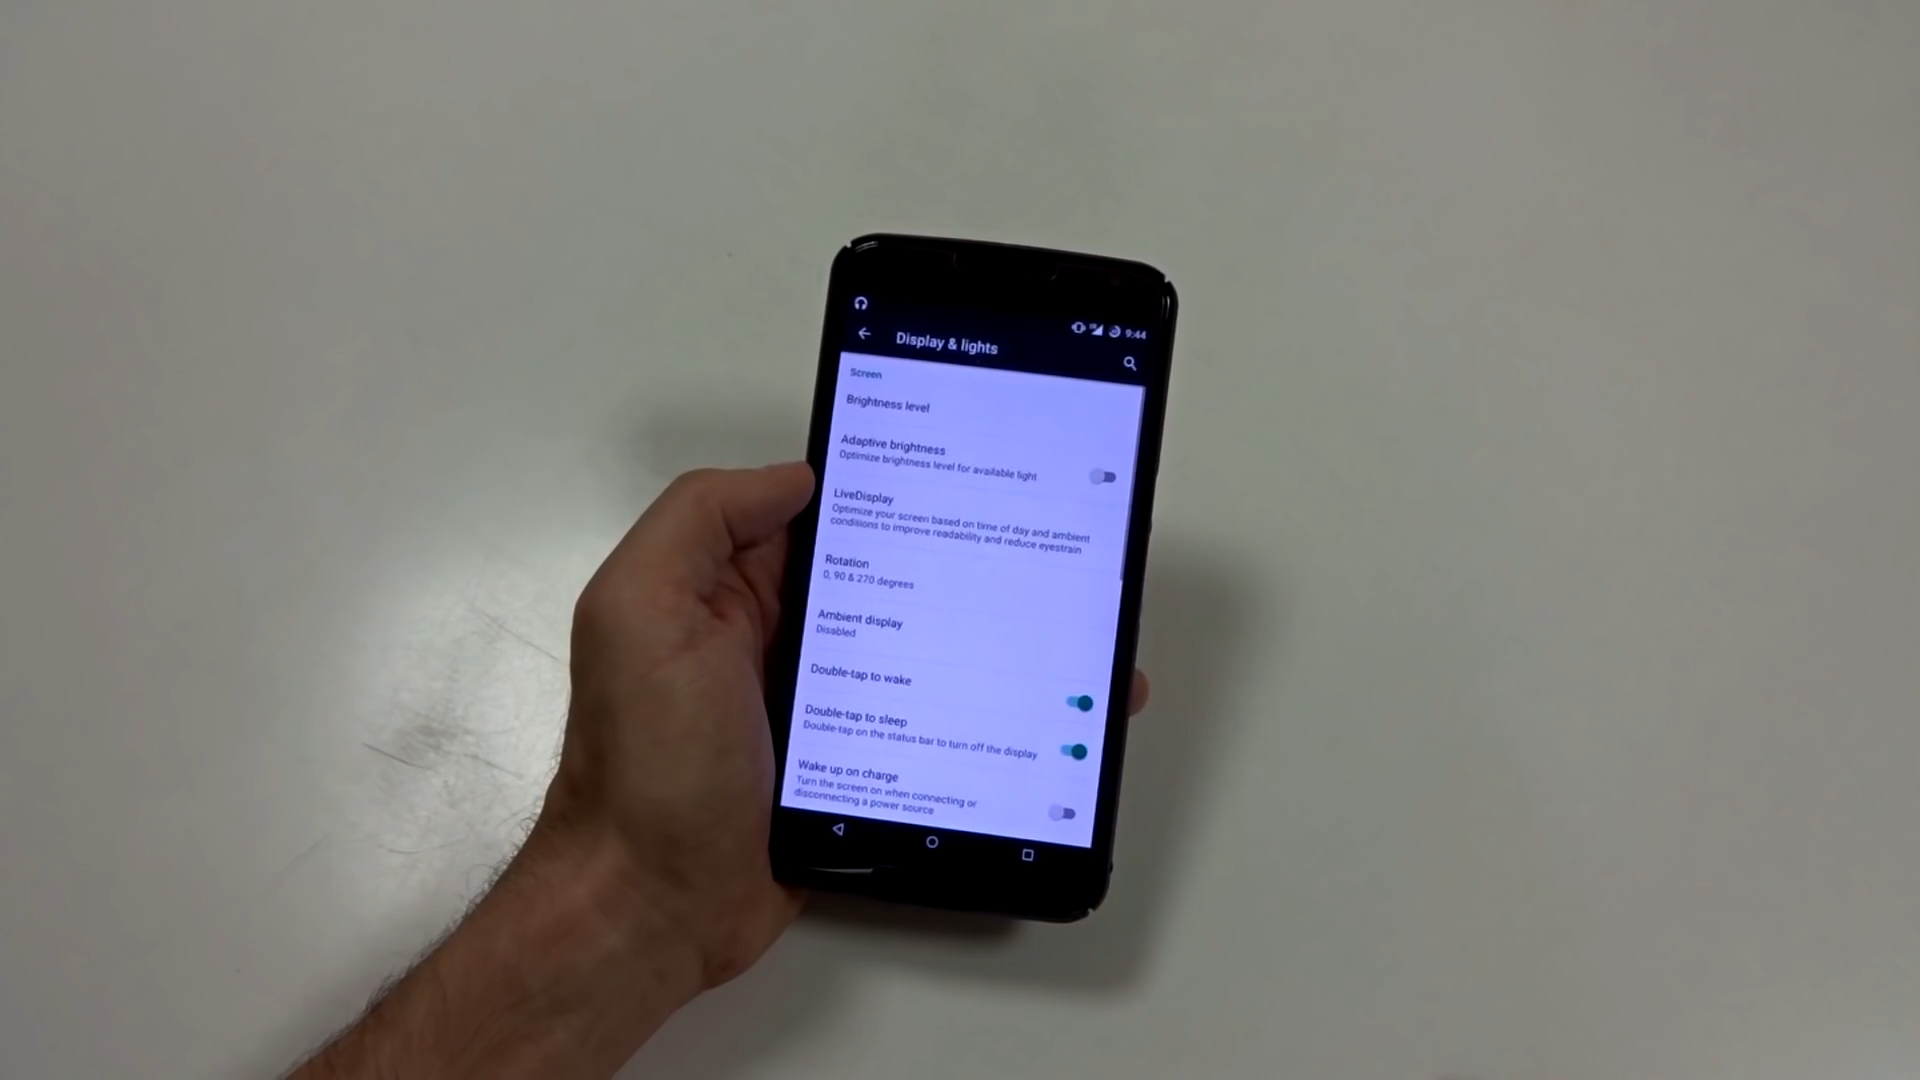 9:44
Display & lights
Screen
Brightness level
Adaptive brightness
Optimize brightness level for available light
LiveDisplay
Optimize your screen based on time of day and ambient
conditions to improve readability and reduce eyestrain
Rotation
0, 90 & 270 degrees
Ambient display
Disabled
Double-tap to wake
Double-tap to sleep
Double-tap on the status bar to turn off the display
Wake up on charge
Turn the screen on when connecting or
disconnecting a power source